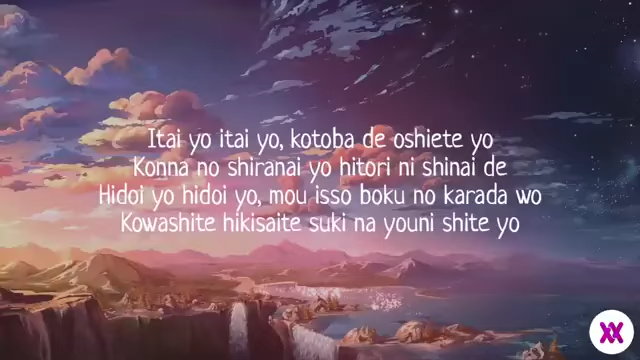 Itai yo itai yo, kotoba de oshiete yo
Konna no shiranai yo hitori ni shinai de
Hidoi yo hidoi yo, mou isso boku no karada wo
Kowashite hikisaite suki na youni shite yo